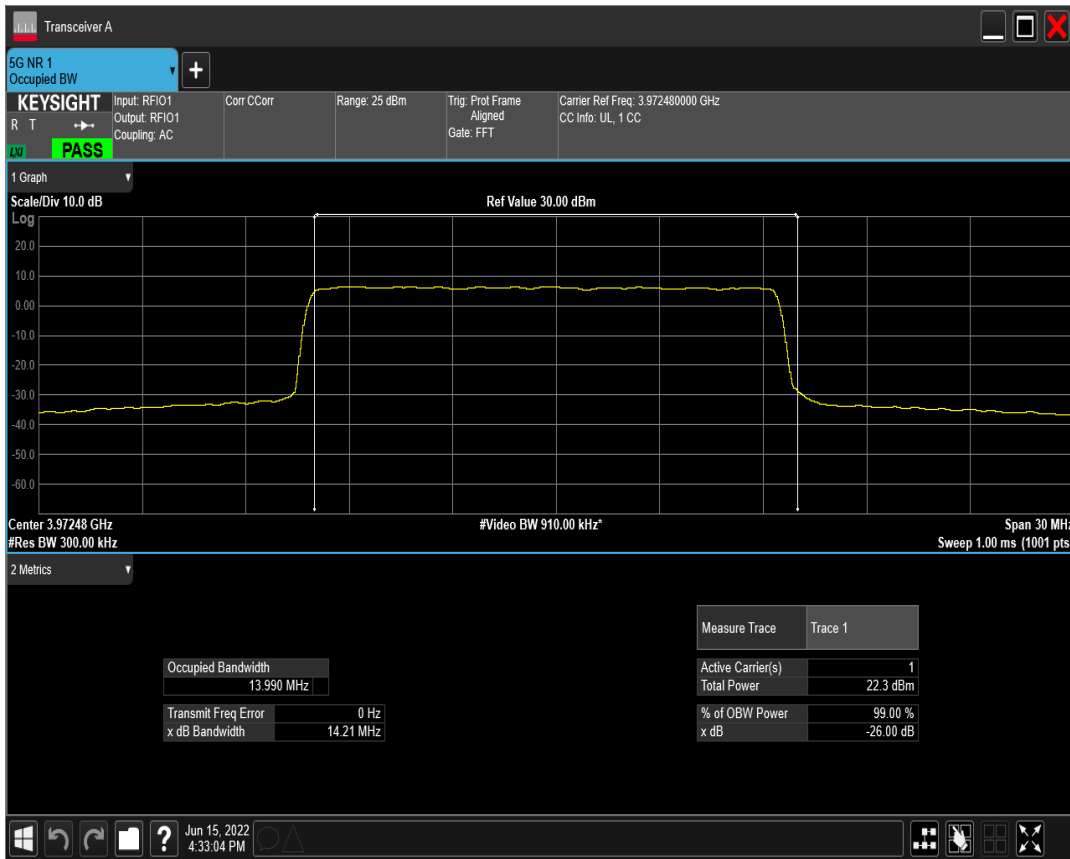 Transceiver A
5G NR 1
Occupied BW
KEYSIGHT
R T
LXI
PASS
Input: RFIO1
Output: RFIO1
Coupling: AC
Corr CCorr
Range: 25 dBm
Trig: Prot Frame
Aligned
Gate: FFT
Carrier Ref Freq: 3.972480000 GHz
CC Info: UL, 1 CC
1 Graph
Scale/Div 10.0 dB
Ref Value 30.00 dBm
Log
20.0
10.0
0.00
-10.0
-20.0
-30.0
-40.0
-50.0
-60.0
Center 3.97248 GHz
#Video BW 910.00 kHz*
Span 30 MHz
#Res BW 300.00 kHz
Sweep 1.00 ms (1001 pts
2 Metrics
Measure Trace
Trace 1
Occupied Bandwidth
13.990 MHz
Active Carrier(s)
1
Total Power
22.3 dBm
Transmit Freq Error
0 Hz
x dB Bandwidth
14.21 MHz
% of OBW Power
99.00 %
x dB
-26.00 dB
?
Jun 15, 2022
4:33:04 PM